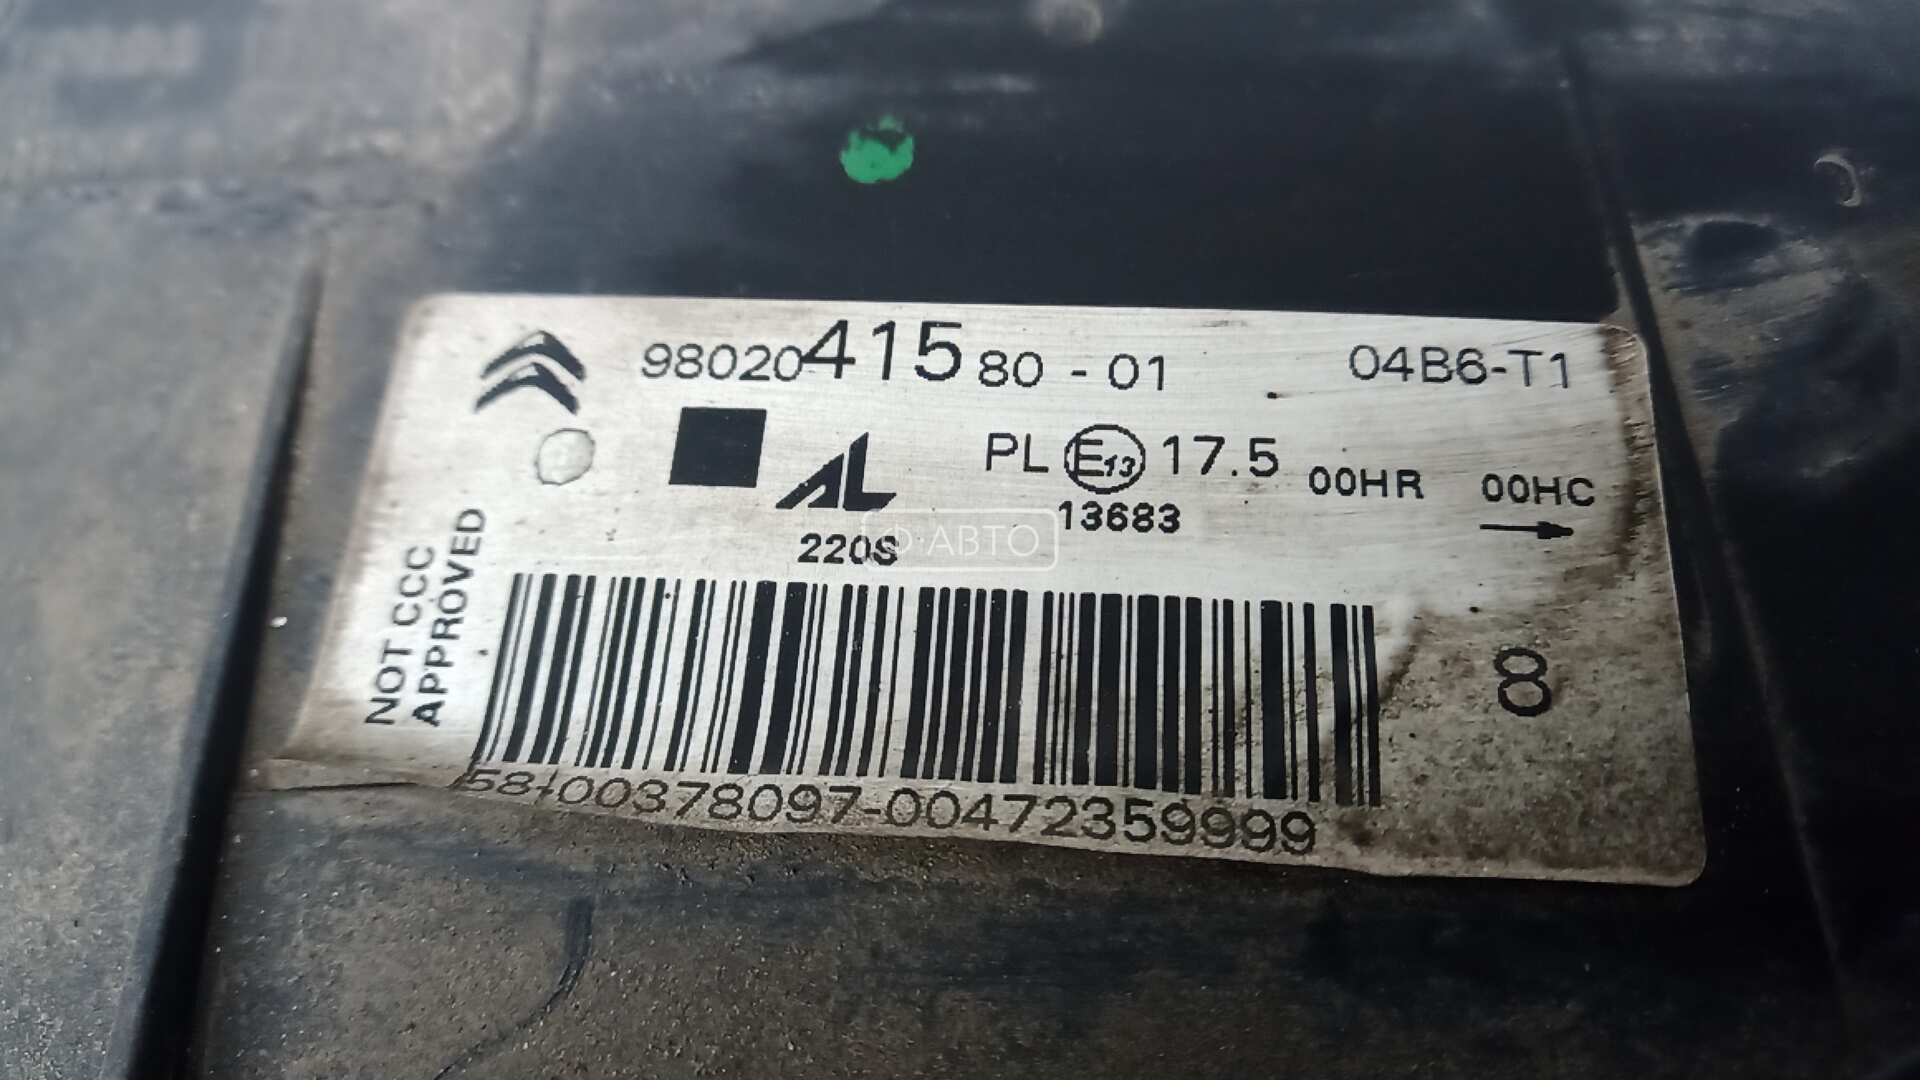 9802041580 - 01 04B6-T1
AL PL E13 17.5 00HR 00HC
13683
220S
Ф АВТО
NOT CCC
APPROVED
8
58-00378097-00472359999